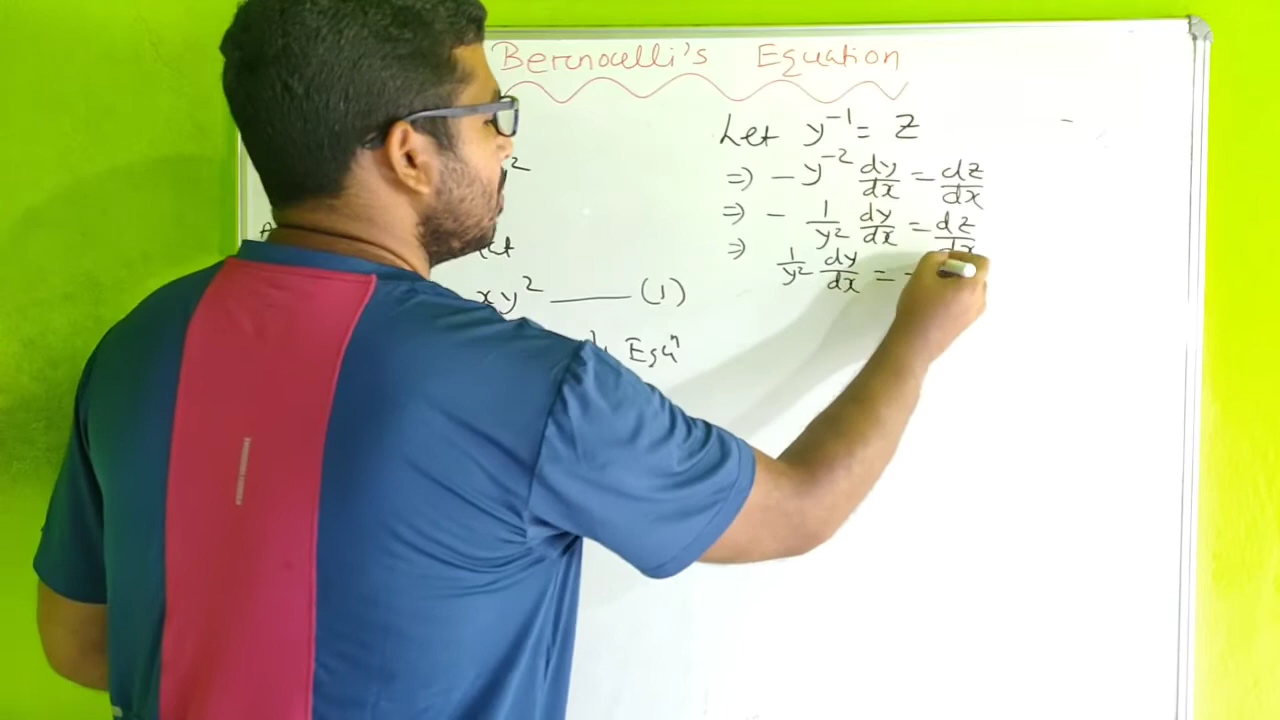 Bernoulli's Equation
y²
xy² —— (1)
Eqⁿ
Let y⁻¹ = z
⇒ - y⁻² dy/dx = dz/dx
⇒ - 1/y² dy/dx = dz/dx
⇒ 1/y² dy/dx = -